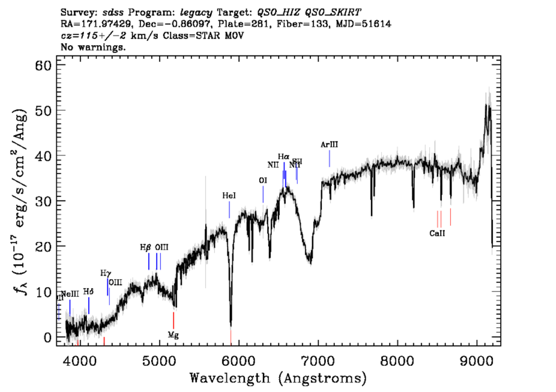 Survey: sdss Program: legacy Target: QSO_HIZ QSO_SKIRT
RA=171.97429, Dec=-0.86097, Plate=281, Fiber=133, MJD=51614
cz=115+/-2 km/s Class=STAR MOV
No warnings.
60
50
40
30
20
10
0
fλ (10⁻¹⁷ erg/s/cm²/Ang)
NeIII
Hδ
Hγ
OIII
Hβ OIII
HeI
OI
NII
Hα
NII
ArIII
Mg
CaII
4000 5000 6000 7000 8000 9000
Wavelength (Angstroms)